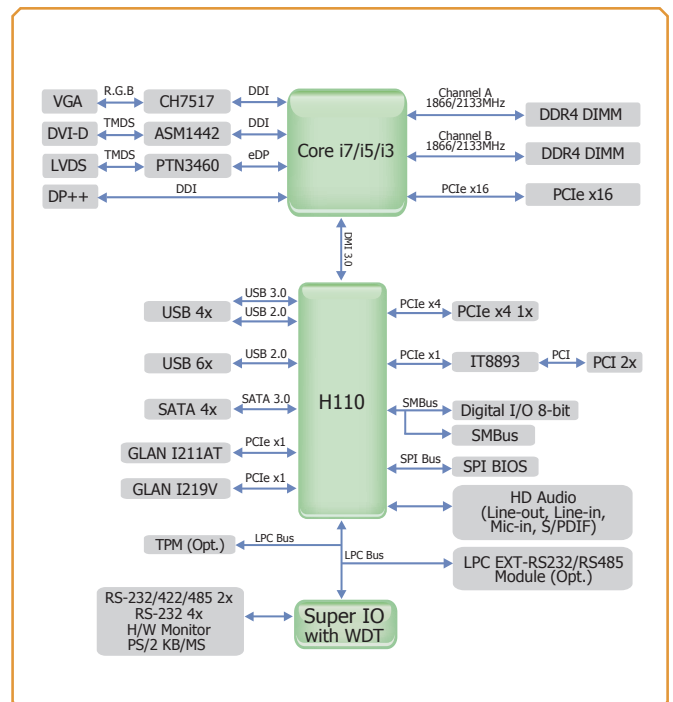 VGA
R.G.B
CH7517
DDI
DVI-D
TMDS
ASM1442
DDI
LVDS
TMDS
PTN3460
eDP
DP++
DDI
Core i7/i5/i3
Channel A
1866/2133MHz
DDR4 DIMM
Channel B
1866/2133MHz
DDR4 DIMM
PCIe x16
PCIe x16
DMI 3.0
H110
USB 4x
USB 3.0
USB 2.0
USB 6x
USB 2.0
SATA 4x
SATA 3.0
GLAN I211AT
PCIe x1
GLAN I219V
PCIe x1
PCIe x4
PCIe x4 1x
PCIe x1
IT8893
PCI
PCI 2x
SMBus
Digital I/O 8-bit
SMBus
SPI Bus
SPI BIOS
HD Audio
(Line-out, Line-in,
Mic-in, S/PDIF)
TPM (Opt.)
LPC Bus
LPC Bus
LPC EXT-RS232/RS485
Module (Opt.)
RS-232/422/485 2x
RS-232 4x
H/W Monitor
PS/2 KB/MS
Super IO
with WDT